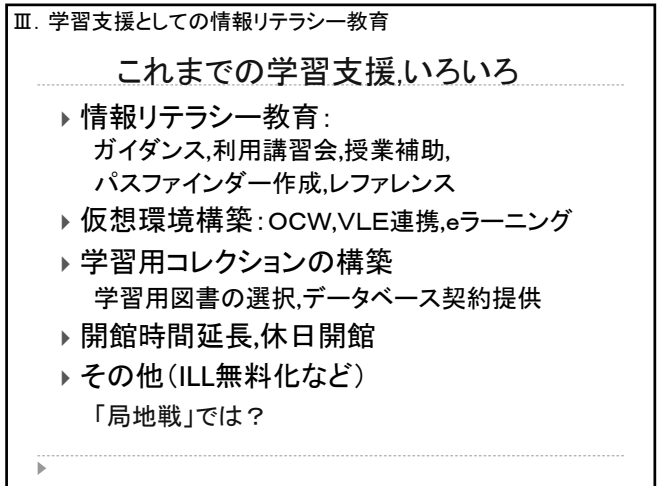 Ⅲ．学習支援としての情報リテラシー教育
これまでの学習支援,いろいろ
情報リテラシー教育：
ガイダンス,利用講習会,授業補助,
パスファインダー作成,レファレンス
仮想環境構築：OCW,VLE連携,eラーニング
学習用コレクションの構築
学習用図書の選択,データベース契約提供
開館時間延長,休日開館
その他（ILL無料化など）
「局地戦」では？